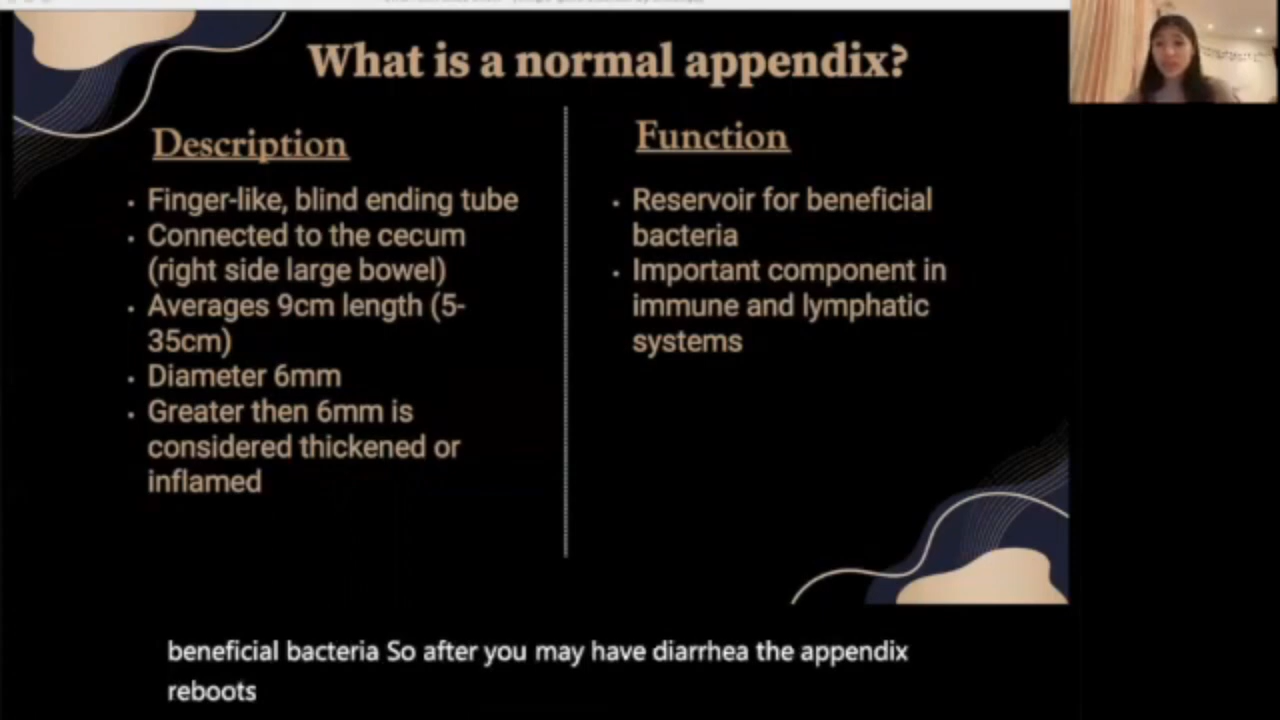 What is a normal appendix?
Description
· Finger-like, blind ending tube
· Connected to the cecum
(right side large bowel)
· Averages 9cm length (5-
35cm)
· Diameter 6mm
· Greater then 6mm is
considered thickened or
inflamed
Function
· Reservoir for beneficial
bacteria
· Important component in
immune and lymphatic
systems
beneficial bacteria So after you may have diarrhea the appendix
reboots